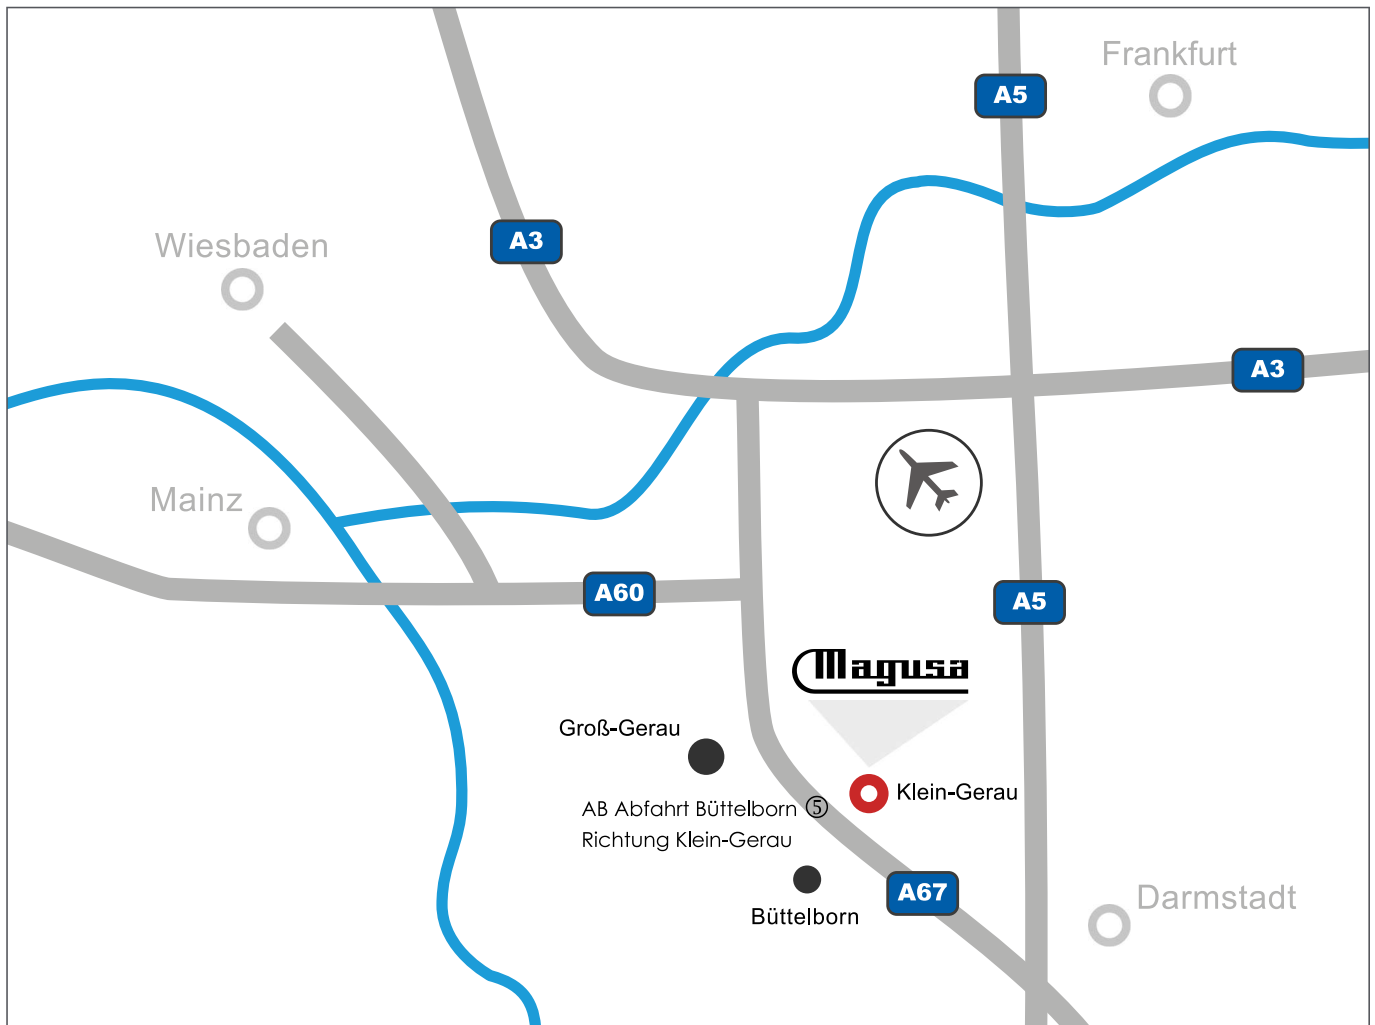 Frankfurt
A5
Wiesbaden
A3
A3
Mainz
A60
A5
Magusa
Groß-Gerau
Klein-Gerau
AB Abfahrt Büttelborn ⑤
Richtung Klein-Gerau
A67
Darmstadt
Büttelborn